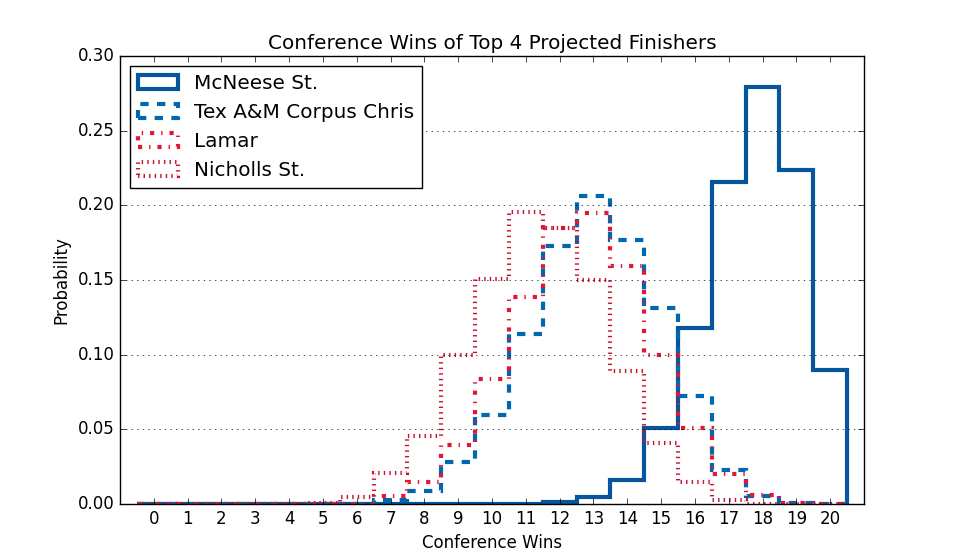 Conference Wins of Top 4 Projected Finishers
0.30
0.25
0.20
0.15
0.10
0.05
0.00
Probability
McNeese St.
Tex A&M Corpus Chris
Lamar
Nicholls St.
0 1 2 3 4 5 6 7 8 9 10 11 12 13 14 15 16 17 18 19 20
Conference Wins